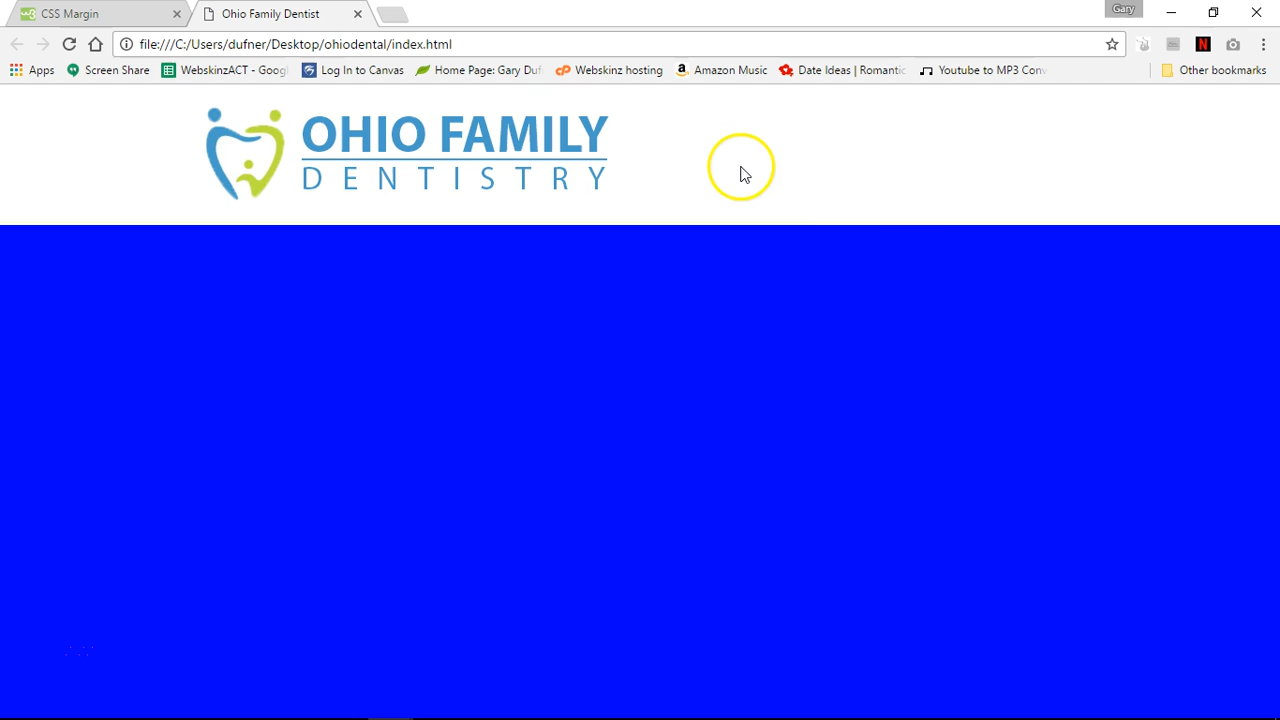 CSS Margin
Ohio Family Dentist
Gary
file:///C:/Users/dufner/Desktop/ohiodental/index.html
Apps
Screen Share
WebskinzACT - Googl
Log In to Canvas
Home Page: Gary Duf
Webskinz hosting
Amazon Music
Date Ideas | Romantic
Youtube to MP3 Conv
Other bookmarks
OHIO FAMILY
DENTISTRY